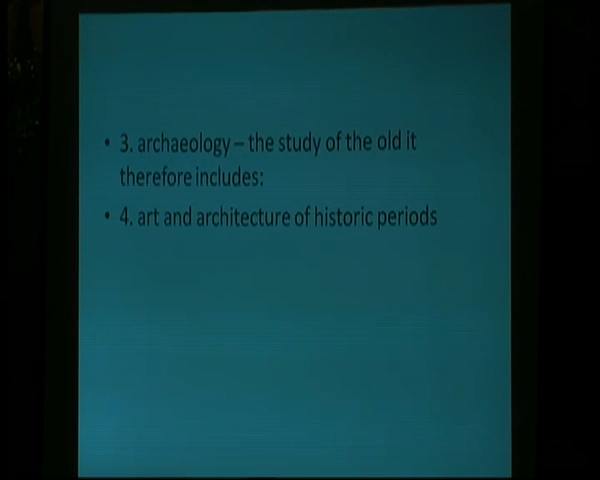 • 3. archaeology – the study of the old it
therefore includes:
• 4. art and architecture of historic periods